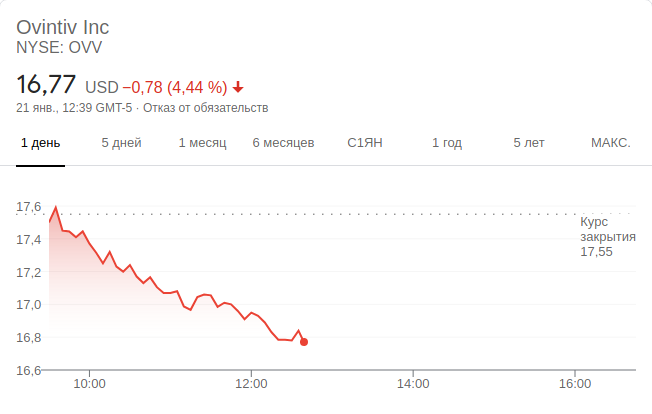 Ovintiv Inc
NYSE: OVV
16,77 USD −0,78 (4,44 %)
21 янв., 12:39 GMT-5 · Отказ от обязательств
1 день 5 дней 1 месяц 6 месяцев С1ЯН 1 год 5 лет МАКС.
17,6
Курс
закрытия
17,55
17,4
17,2
17,0
16,8
16,6
10:00 12:00 14:00 16:00